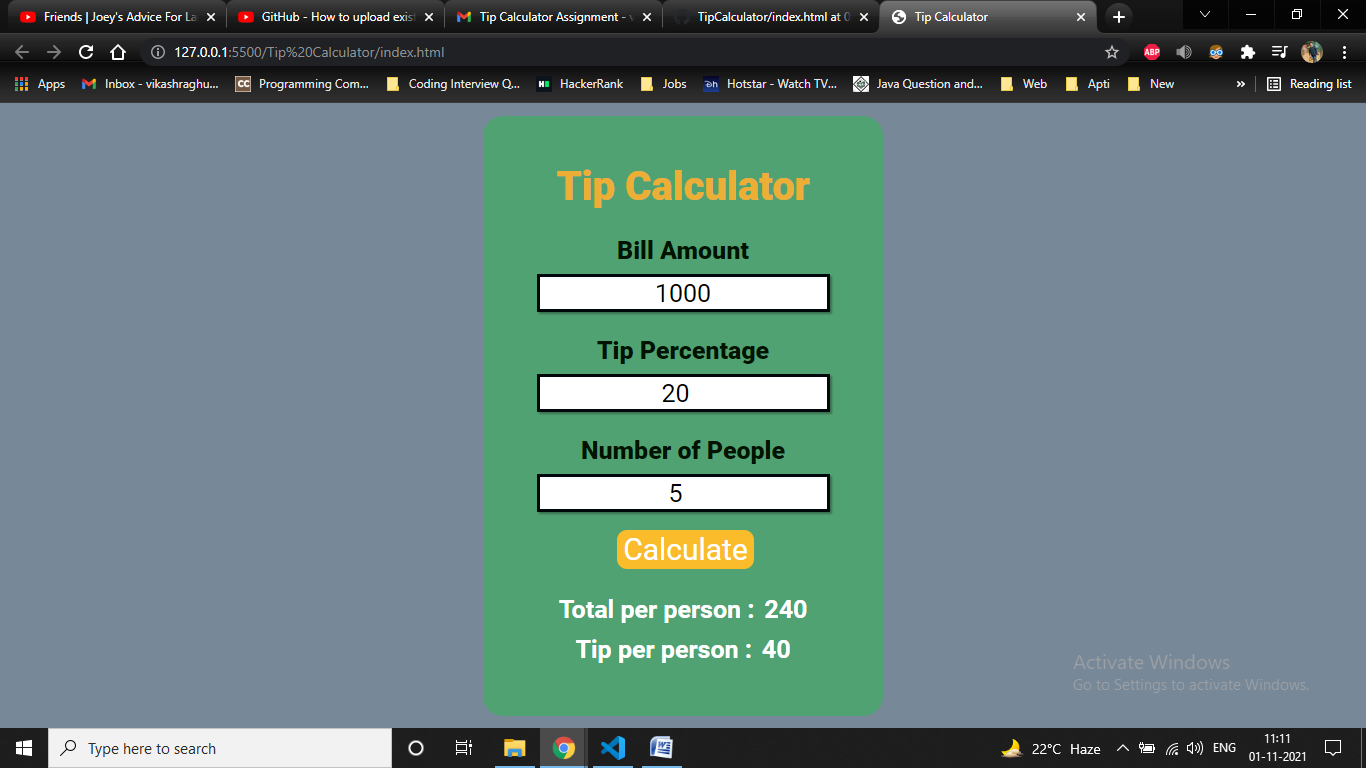 Friends | Joey's Advice For La
GitHub - How to upload exist
Tip Calculator Assignment - v
TipCalculator/index.html at 0
Tip Calculator
127.0.0.1:5500/Tip%20Calculator/index.html
ABP
Apps
Inbox - vikashraghu...
CC
Programming Com...
Coding Interview Q...
H
HackerRank
Jobs
Dh
Hotstar - Watch TV...
Java Question and...
Web
Apti
New
»
Reading list
Tip Calculator
Bill Amount
1000
Tip Percentage
20
Number of People
5
Calculate
Total per person : 240
Tip per person : 40
Activate Windows
Go to Settings to activate Windows.
Type here to search
22°C Haze
ENG
11:11
01-11-2021